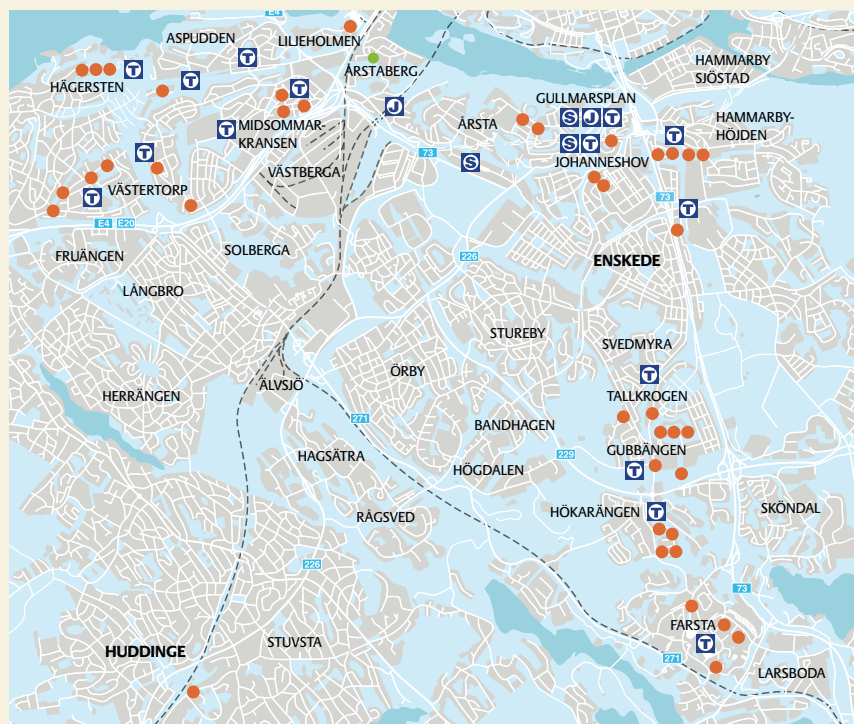 E4
ASPUDDEN
LILJEHOLMEN
HAMMARBY
SJÖSTAD
ÅRSTABERG
T
T
T
HÄGERSTEN
T
GULLMARSPLAN
J
S J T
HAMMARBY-
HÖJDEN
ÅRSTA
MIDSOMMAR-
KRANSEN
T
T
S T
73
T
JOHANNESHOV
S
VÄSTBERGA
VÄSTERTORP
T
73
T
E4 E20
FRUÄNGEN
SOLBERGA
226
ENSKEDE
LÅNGBRO
STUREBY
SVEDMYRA
ÖRBY
T
ÄLVSJÖ
HERRÄNGEN
TALLKROGEN
271
BANDHAGEN
HAGSÄTRA
229
GUBBÄNGEN
HÖGDALEN
T
HÖKARÄNGEN
T
SKÖNDAL
RÅGSVED
226
73
FARSTA
T
STUVSTA
HUDDINGE
271
LARSBODA